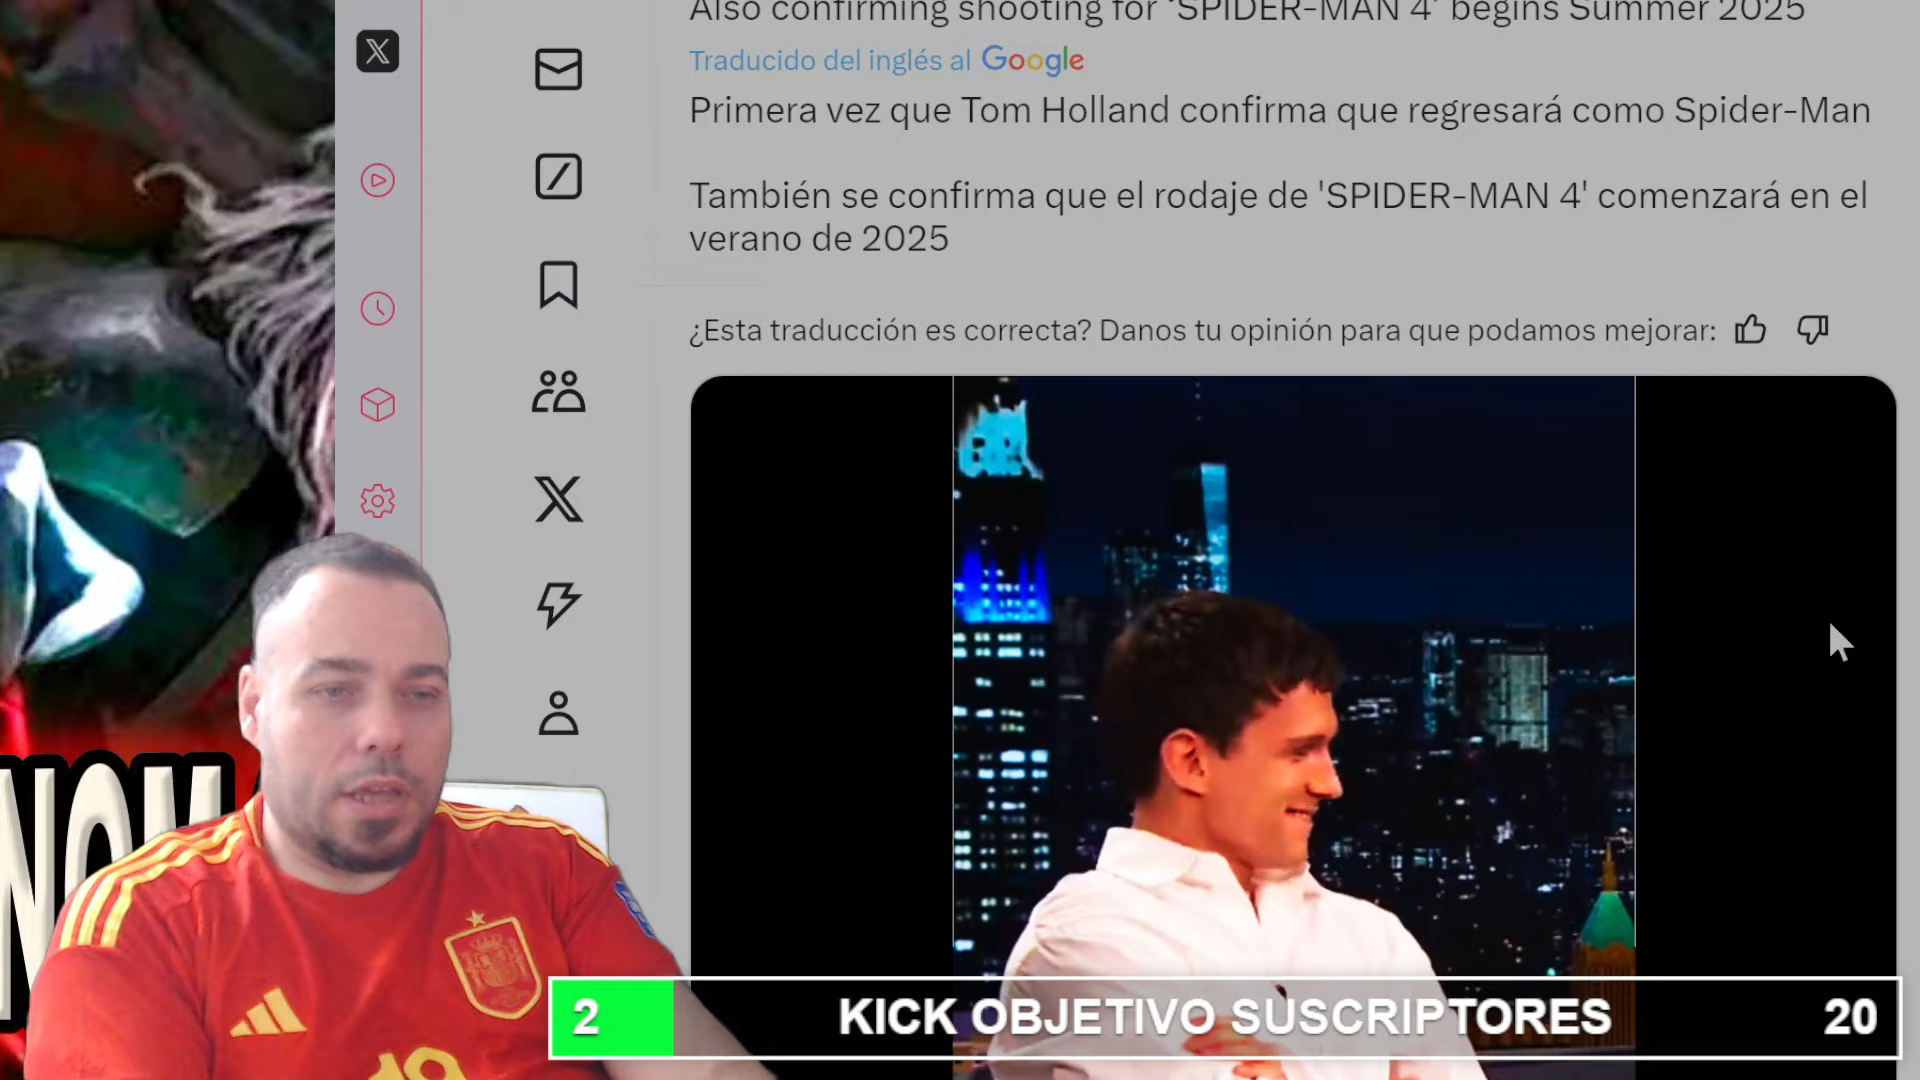 Also confirming shooting for 'SPIDER-MAN 4' begins Summer 2025
Traducido del inglés al Google
Primera vez que Tom Holland confirma que regresará como Spider-Man
También se confirma que el rodaje de 'SPIDER-MAN 4' comenzará en el
verano de 2025
¿Esta traducción es correcta? Danos tu opinión para que podamos mejorar:
NOM
19
2 KICK OBJETIVO SUSCRIPTORES 20